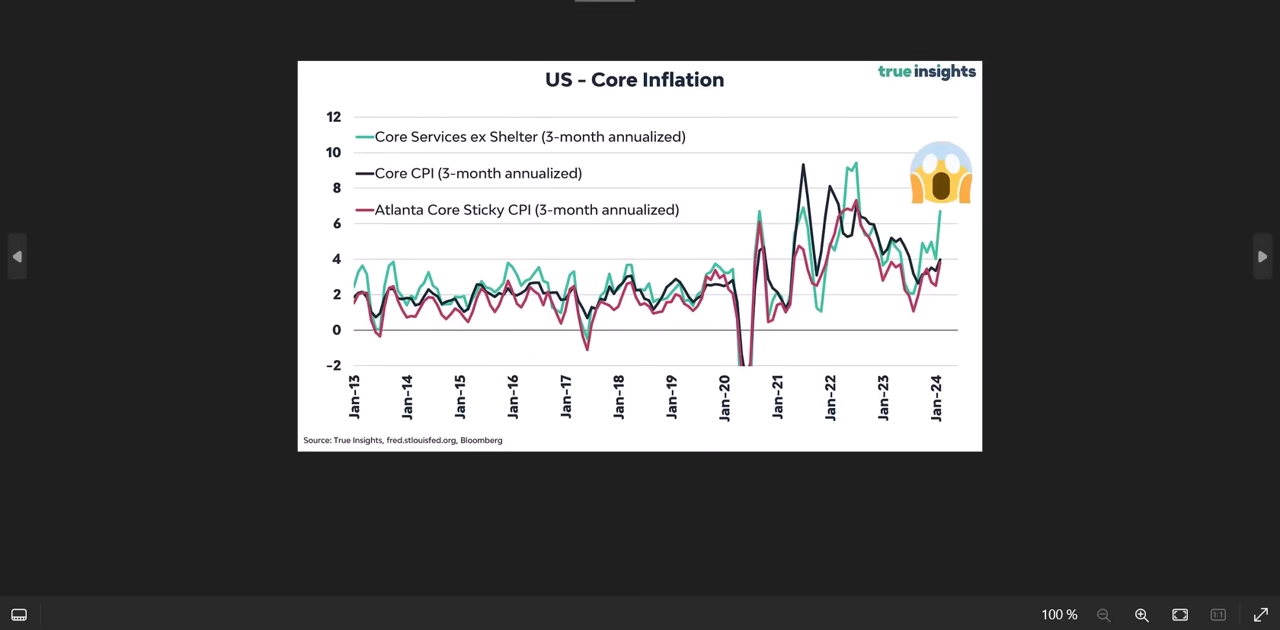 US - Core Inflation
trueinsights
12
Core Services ex Shelter (3-month annualized)
10
Core CPI (3-month annualized)
8
Atlanta Core Sticky CPI (3-month annualized)
6
4
2
0
-2
Jan-13
Jan-14
Jan-15
Jan-16
Jan-17
Jan-18
Jan-19
Jan-20
Jan-21
Jan-22
Jan-23
Jan-24
Source: True Insights, fred.stlouisfed.org, Bloomberg
100 %
1:1